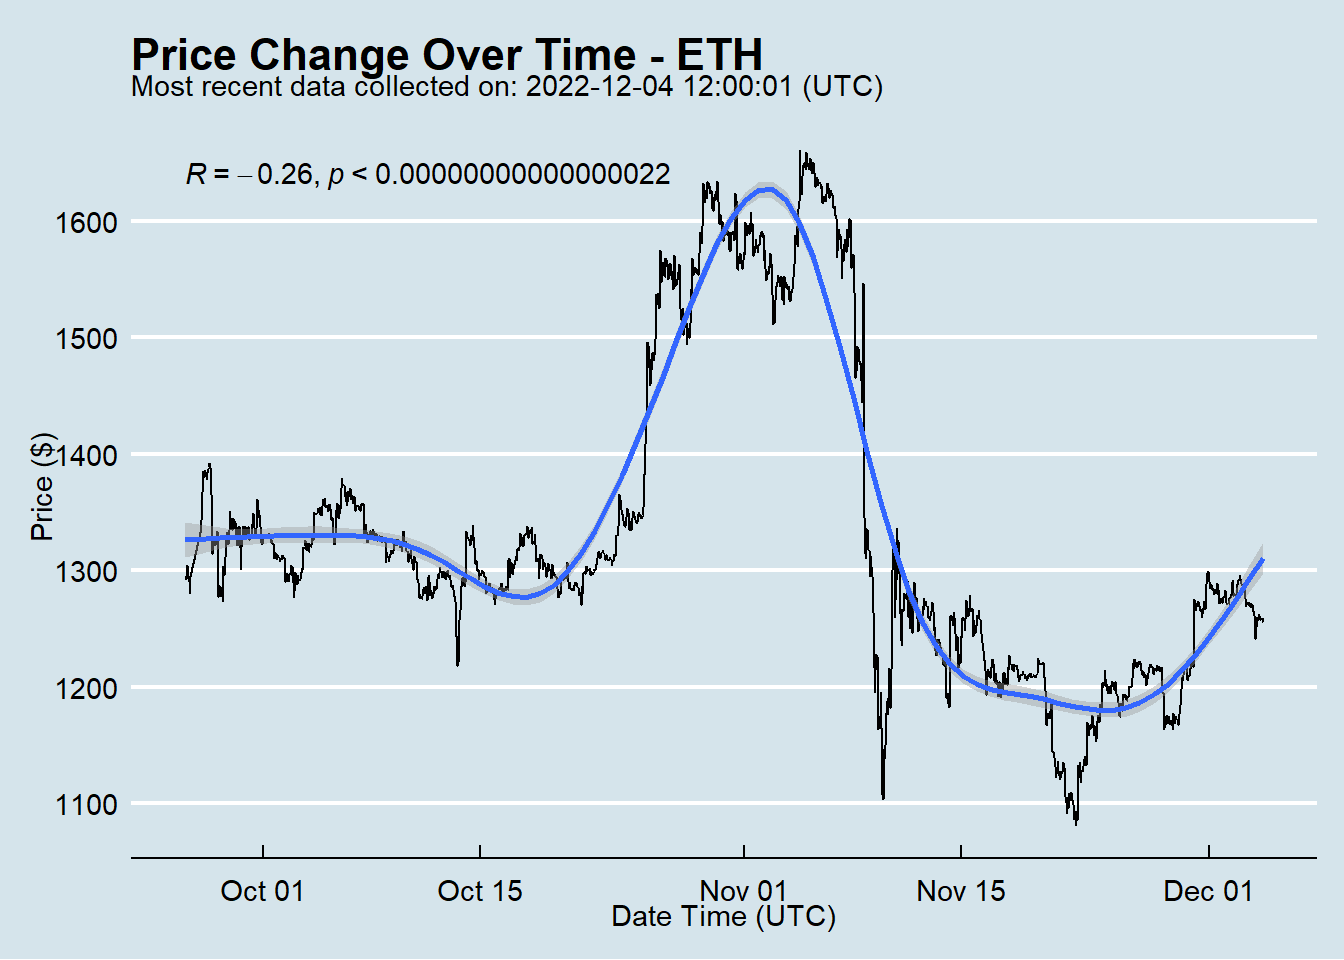 Price Change Over Time - ETH
Most recent data collected on: 2022-12-04 12:00:01 (UTC)
R = −0.26, p < 0.00000000000000022
1600
1500
1400
1300
1200
1100
Price ($)
Oct 01
Oct 15
Nov 01
Nov 15
Dec 01
Date Time (UTC)